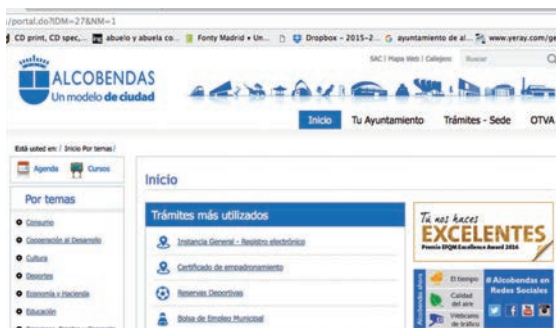 /portal.do?IDM=27&NM=1
CD print, CD spec,... abuelo y abuela co... Fonty Madrid • Un... Dropbox - 2015-2... ayuntamiento de al... www.yeray.com/ge
SAC | Mapa Web | Callejero Buscar
ALCOBENDAS
Un modelo de ciudad
Inicio Tu Ayuntamiento Trámites - Sede OTVA
Está usted en: / Inicio Por temas/
Agenda Cursos
Inicio
Por temas
Consumo
Cooperación al Desarrollo
Cultura
Deportes
Economía y Hacienda
Educación
Trámites más utilizados
Instancia General - Registro electrónico
Certificado de empadronamiento
Reservas Deportivas
Bolsa de Empleo Municipal
Tú nos haces
EXCELENTES
Premio EFQM Excellence Award 2016
Alcobendas ahora
El tiempo
Calidad del aire
Webcams de tráfico
# Alcobendas en
Redes Sociales